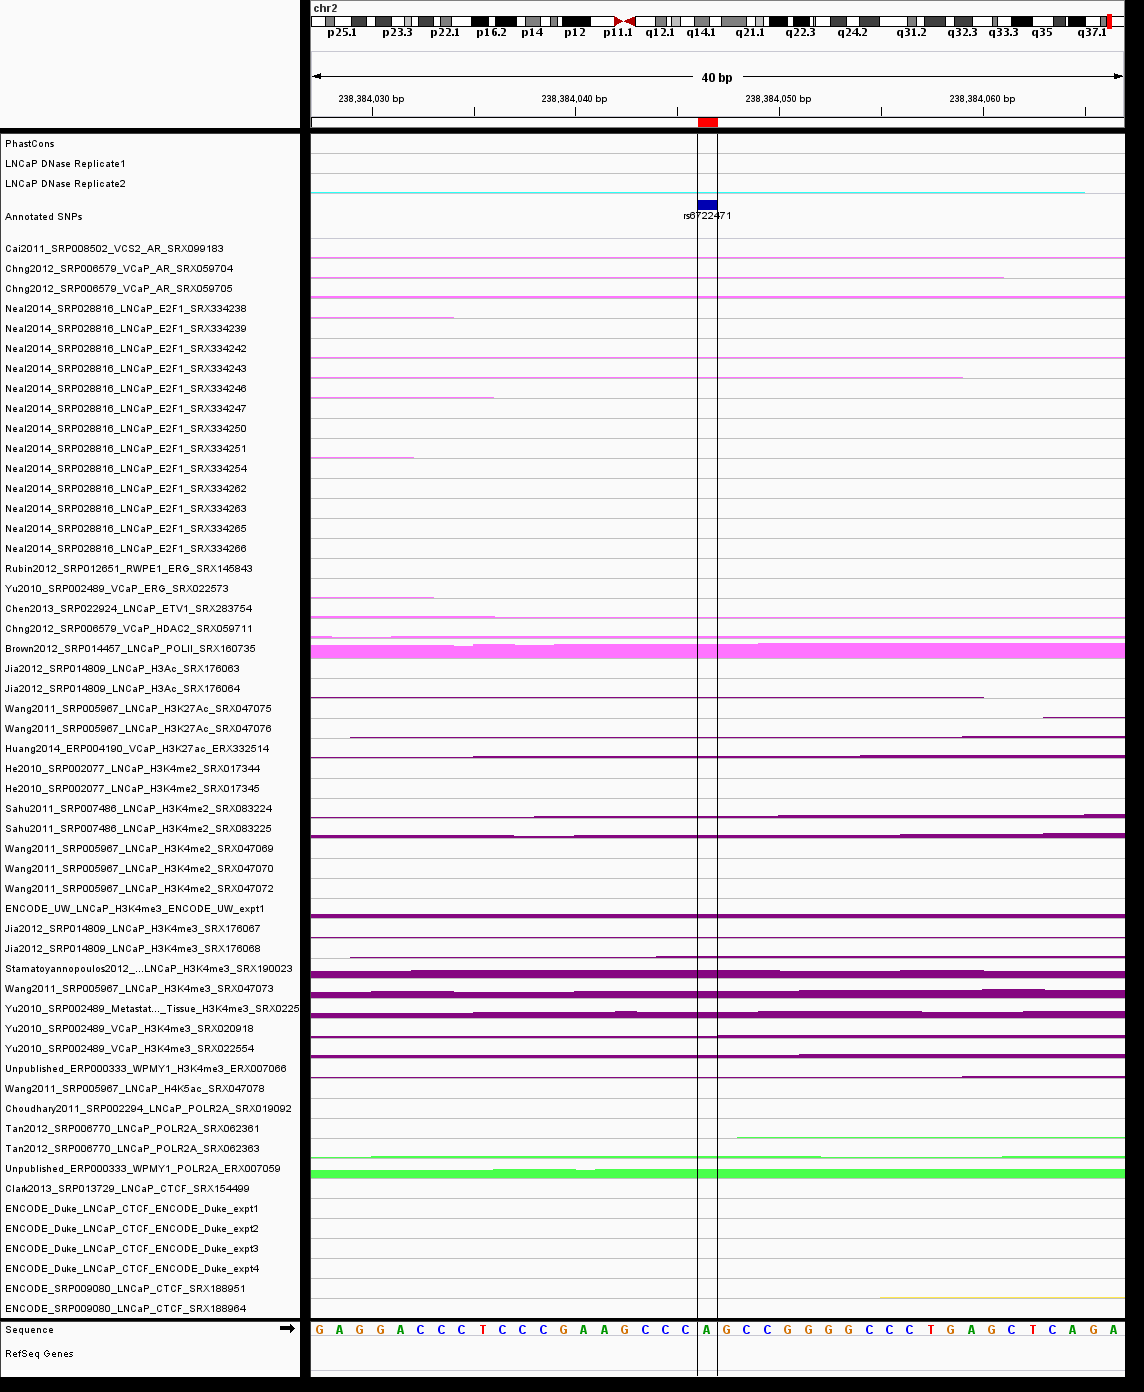 chr2
p25.1 p23.3 p22.1 p16.2 p14 p12 p11.1 q12.1 q14.1 q21.1 q22.3 q24.2 q31.2 q32.3 q33.3 q35 q37.1
40 bp
238,384,030 bp 238,384,040 bp 238,384,050 bp 238,384,060 bp
PhastCons
LNCaP DNase Replicate1
LNCaP DNase Replicate2
Annotated SNPs
rs6722471
Cai2011_SRP008502_VCS2_AR_SRX099183
Chng2012_SRP006579_VCaP_AR_SRX059704
Chng2012_SRP006579_VCaP_AR_SRX059705
Neal2014_SRP028816_LNCaP_E2F1_SRX334238
Neal2014_SRP028816_LNCaP_E2F1_SRX334239
Neal2014_SRP028816_LNCaP_E2F1_SRX334242
Neal2014_SRP028816_LNCaP_E2F1_SRX334243
Neal2014_SRP028816_LNCaP_E2F1_SRX334246
Neal2014_SRP028816_LNCaP_E2F1_SRX334247
Neal2014_SRP028816_LNCaP_E2F1_SRX334250
Neal2014_SRP028816_LNCaP_E2F1_SRX334251
Neal2014_SRP028816_LNCaP_E2F1_SRX334254
Neal2014_SRP028816_LNCaP_E2F1_SRX334262
Neal2014_SRP028816_LNCaP_E2F1_SRX334263
Neal2014_SRP028816_LNCaP_E2F1_SRX334265
Neal2014_SRP028816_LNCaP_E2F1_SRX334266
Rubin2012_SRP012651_RWPE1_ERG_SRX145843
Yu2010_SRP002489_VCaP_ERG_SRX022573
Chen2013_SRP022924_LNCaP_ETV1_SRX283754
Chng2012_SRP006579_VCaP_HDAC2_SRX059711
Brown2012_SRP014457_LNCaP_POLII_SRX160735
Jia2012_SRP014809_LNCaP_H3Ac_SRX176063
Jia2012_SRP014809_LNCaP_H3Ac_SRX176064
Wang2011_SRP005967_LNCaP_H3K27Ac_SRX047075
Wang2011_SRP005967_LNCaP_H3K27Ac_SRX047076
Huang2014_ERP004190_VCaP_H3K27ac_ERX332514
He2010_SRP002077_LNCaP_H3K4me2_SRX017344
He2010_SRP002077_LNCaP_H3K4me2_SRX017345
Sahu2011_SRP007486_LNCaP_H3K4me2_SRX083224
Sahu2011_SRP007486_LNCaP_H3K4me2_SRX083225
Wang2011_SRP005967_LNCaP_H3K4me2_SRX047069
Wang2011_SRP005967_LNCaP_H3K4me2_SRX047070
Wang2011_SRP005967_LNCaP_H3K4me2_SRX047072
ENCODE_UW_LNCaP_H3K4me3_ENCODE_UW_expt1
Jia2012_SRP014809_LNCaP_H3K4me3_SRX176067
Jia2012_SRP014809_LNCaP_H3K4me3_SRX176068
Stamatoyannopoulos2012_...LNCaP_H3K4me3_SRX190023
Wang2011_SRP005967_LNCaP_H3K4me3_SRX047073
Yu2010_SRP002489_Metastat..._Tissue_H3K4me3_SRX0225
Yu2010_SRP002489_VCaP_H3K4me3_SRX020918
Yu2010_SRP002489_VCaP_H3K4me3_SRX022554
Unpublished_ERP000333_WPMY1_H3K4me3_ERX007066
Wang2011_SRP005967_LNCaP_H4K5ac_SRX047078
Choudhary2011_SRP002294_LNCaP_POLR2A_SRX019092
Tan2012_SRP006770_LNCaP_POLR2A_SRX062361
Tan2012_SRP006770_LNCaP_POLR2A_SRX062363
Unpublished_ERP000333_WPMY1_POLR2A_ERX007059
Clark2013_SRP013729_LNCaP_CTCF_SRX154499
ENCODE_Duke_LNCaP_CTCF_ENCODE_Duke_expt1
ENCODE_Duke_LNCaP_CTCF_ENCODE_Duke_expt2
ENCODE_Duke_LNCaP_CTCF_ENCODE_Duke_expt3
ENCODE_Duke_LNCaP_CTCF_ENCODE_Duke_expt4
ENCODE_SRP009080_LNCaP_CTCF_SRX188951
ENCODE_SRP009080_LNCaP_CTCF_SRX188964
Sequence G A G G A C C C T C C C G A A G C C C A G C C G G G G C C C T G A G C T C A G A
RefSeq Genes